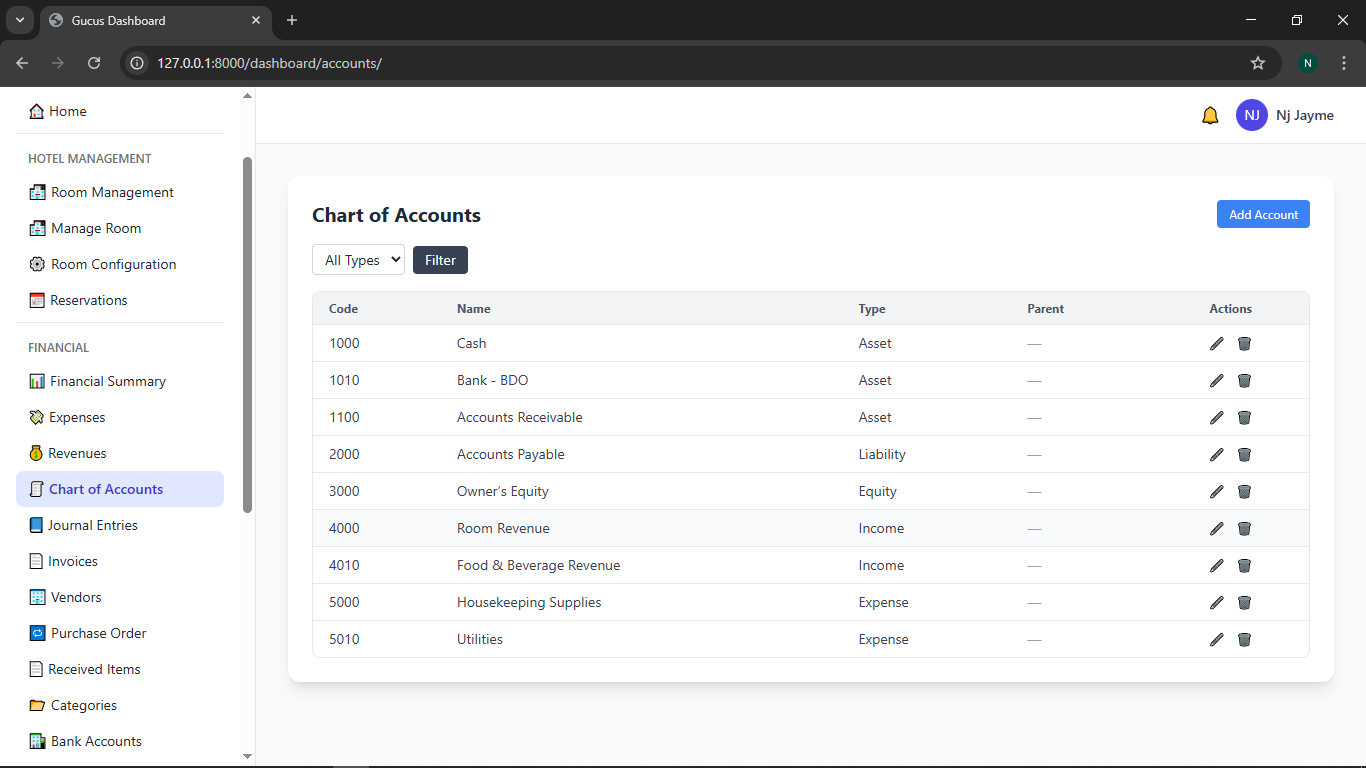 Gucus Dashboard
127.0.0.1:8000/dashboard/accounts/
N
Home
HOTEL MANAGEMENT
Room Management
Manage Room
Room Configuration
Reservations
FINANCIAL
Financial Summary
Expenses
Revenues
Chart of Accounts
Journal Entries
Invoices
Vendors
Purchase Order
Received Items
Categories
Bank Accounts
NJ Nj Jayme
Chart of Accounts
Add Account
All Types Filter
Code Name Type Parent Actions
1000 Cash Asset —
1010 Bank - BDO Asset —
1100 Accounts Receivable Asset —
2000 Accounts Payable Liability —
3000 Owner’s Equity Equity —
4000 Room Revenue Income —
4010 Food & Beverage Revenue Income —
5000 Housekeeping Supplies Expense —
5010 Utilities Expense —